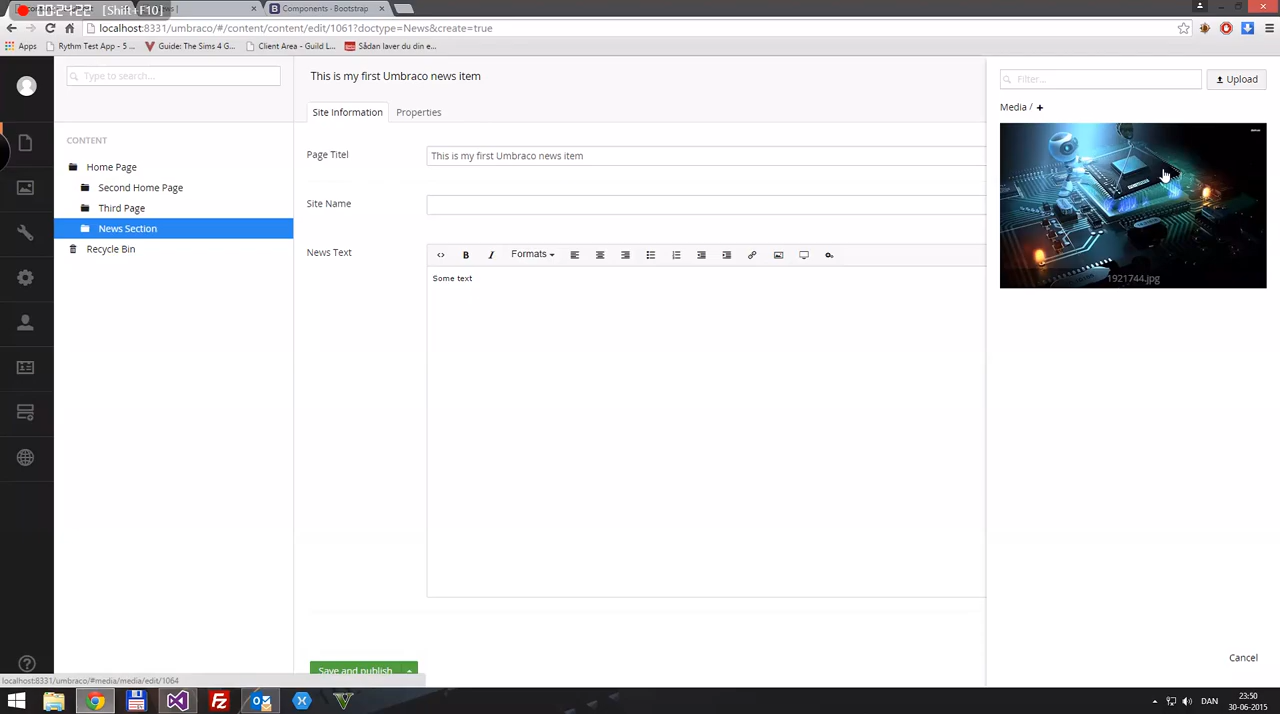 00:24:22 [Shift+F10]
Components - Bootstrap
localhost:8331/umbraco/#/content/content/edit/1061?doctype=News&create=true
Apps Rythm Test App - 5 ... Guide: The Sims 4 G... Client Area - Guild L... Sådan laver du din e...
Type to search...
This is my first Umbraco news item
Filter...
Upload
Media / +
Site Information Properties
CONTENT
Home Page
Second Home Page
Third Page
News Section
Recycle Bin
Page Titel
This is my first Umbraco news item
Site Name
News Text
B I Formats
Some text
1921744.jpg
Cancel
Save and publish
localhost:8331/umbraco/#media/media/edit/1064
DAN
23:50
30-06-2015